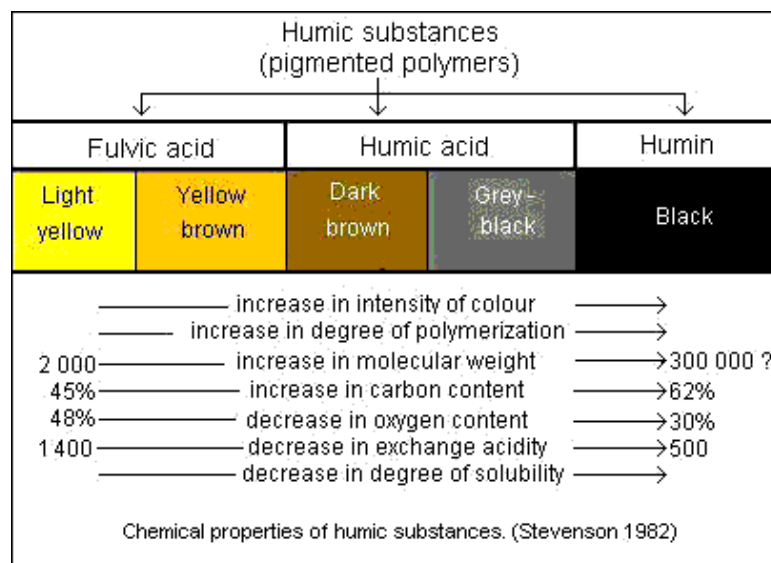 Humic substances
(pigmented polymers)
Fulvic acid Humic acid Humin
Light yellow Yellow brown Dark brown Grey-black Black
increase in intensity of colour
increase in degree of polymerization
2 000 increase in molecular weight 300 000 ?
45% increase in carbon content 62%
48% decrease in oxygen content 30%
1400 decrease in exchange acidity 500
decrease in degree of solubility
Chemical properties of humic substances. (Stevenson 1982)